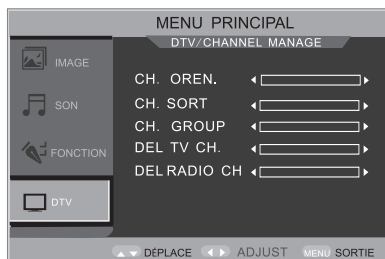 MENU PRINCIPAL
DTV/CHANNEL MANAGE
IMAGE
SON
FONCTION
DTV
CH. OREN.
CH. SORT
CH. GROUP
DEL TV CH.
DEL RADIO CH
DÉPLACE ADJUST MENU SORTIE